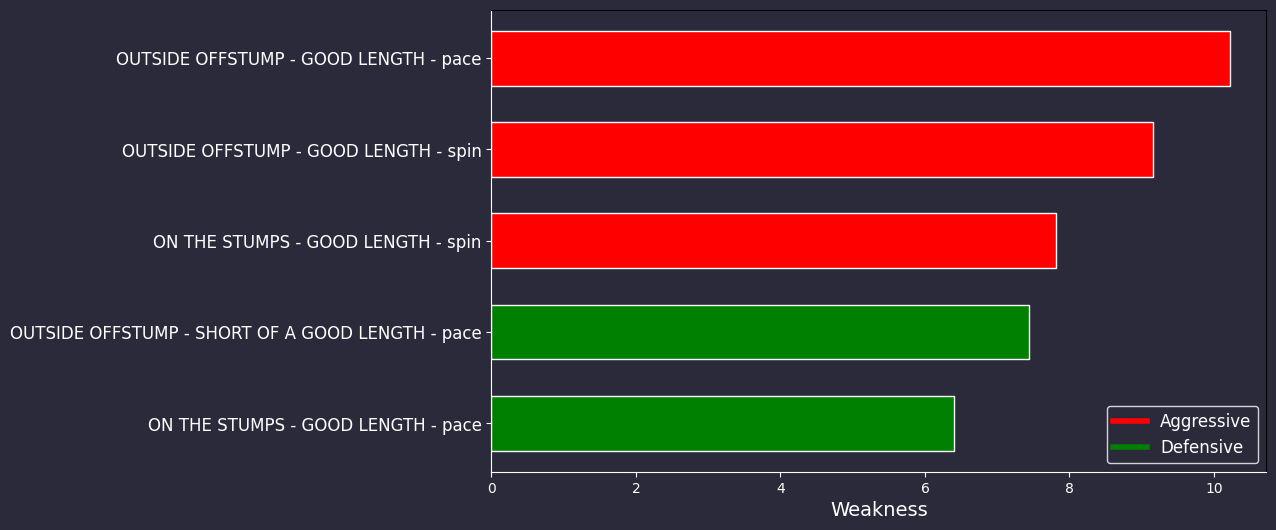 OUTSIDE OFFSTUMP - GOOD LENGTH - pace
OUTSIDE OFFSTUMP - GOOD LENGTH - spin
ON THE STUMPS - GOOD LENGTH - spin
OUTSIDE OFFSTUMP - SHORT OF A GOOD LENGTH - pace
ON THE STUMPS - GOOD LENGTH - pace
Aggressive
Defensive
0 2 4 6 8 10
Weakness